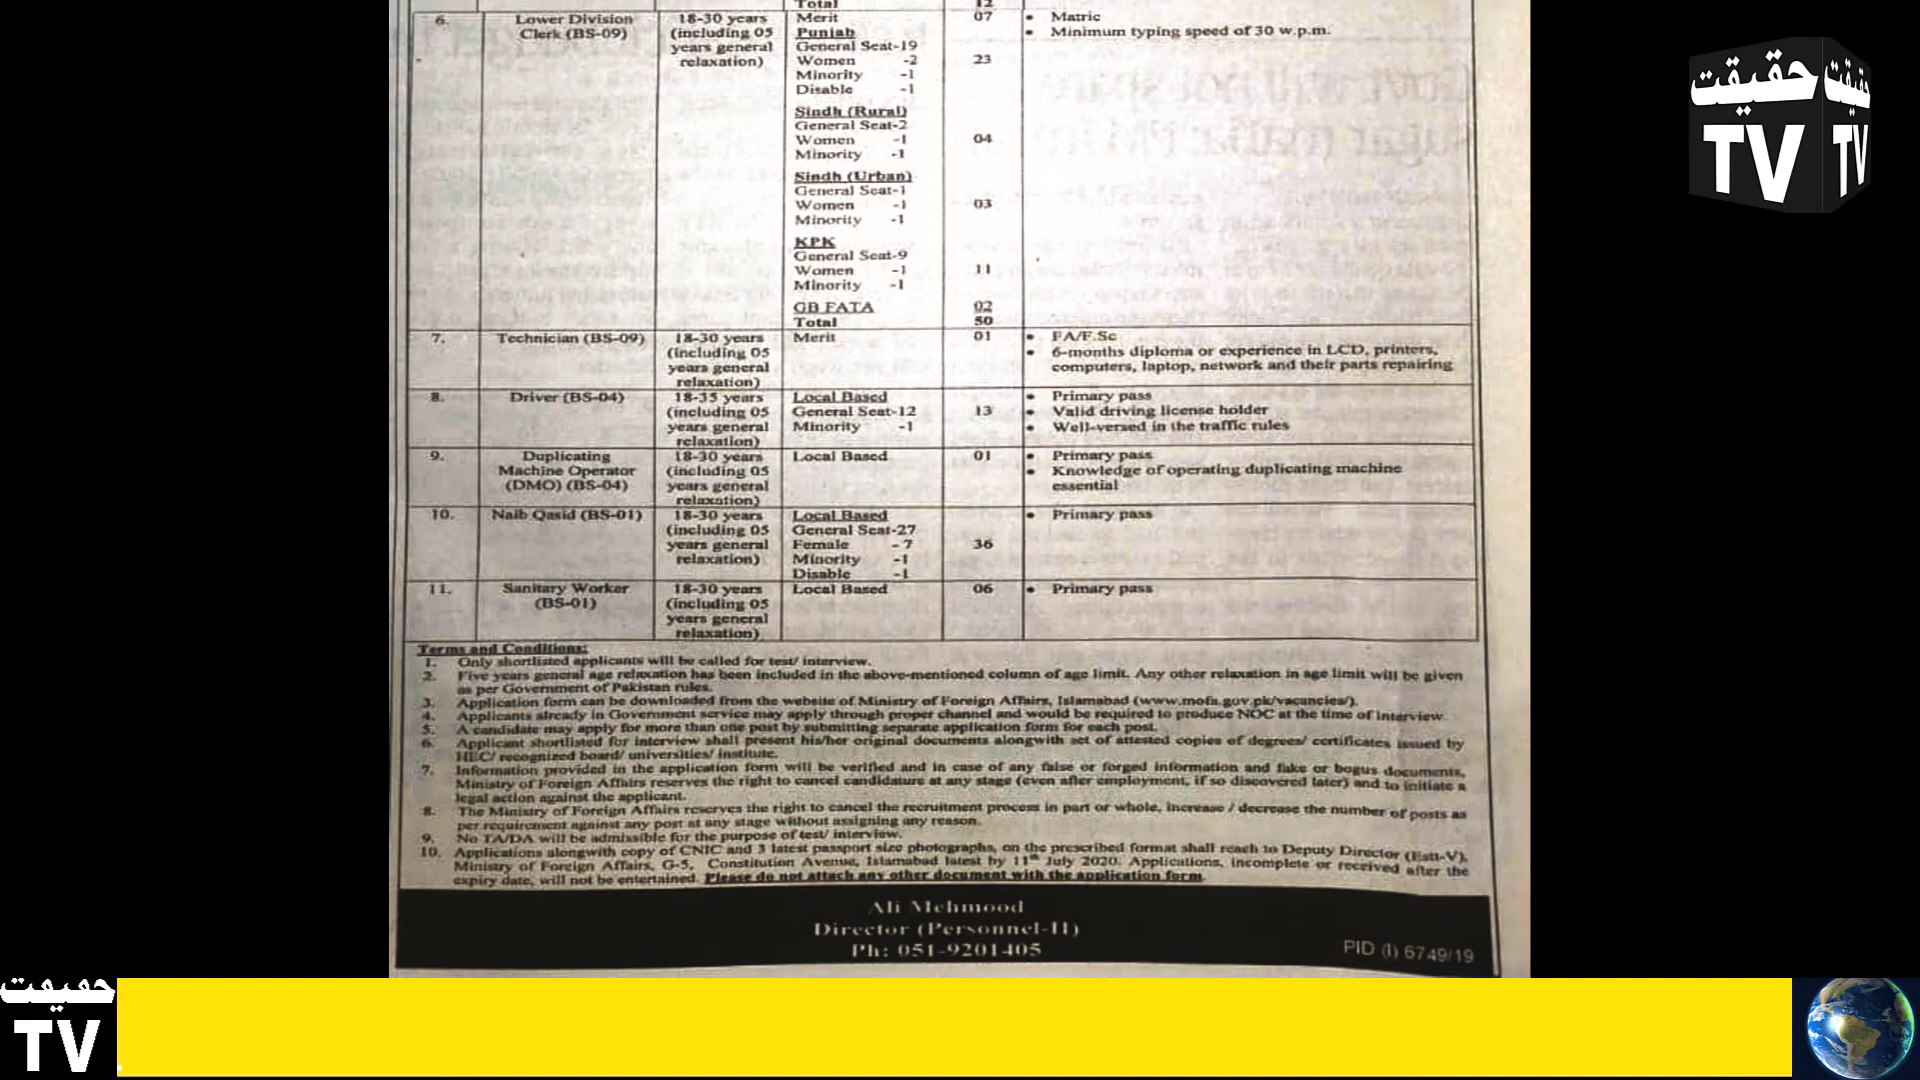 Total 12
6. Lower Division 18-30 years Merit 07 • Matric
Clerk (BS-09) (including 05 Punjab • Minimum typing speed of 30 w.p.m.
years general General Seat-19
relaxation) Women -2 23
Minority -1
Disable -1
Sindh (Rural)
General Seat-2
Women -1 04
Minority -1
Sindh (Urban)
General Seat-1
Women -1 03
Minority -1
KPK
General Seat-9
Women -1 11
Minority -1
GB FATA 02
Total 50
7. Technician (BS-09) 18-30 years Merit 01 • FA/F.Sc
(including 05 • 6-months diploma or experience in LCD, printers,
years general computers, laptop, network and their parts repairing
relaxation)
8. Driver (BS-04) 18-35 years Local Based • Primary pass
(including 05 General Seat-12 13 • Valid driving license holder
years general Minority -1 • Well-versed in the traffic rules
relaxation)
9. Duplicating 18-30 years Local Based 01 • Primary pass
Machine Operator (including 05 • Knowledge of operating duplicating machine
(DMO) (BS-04) years general essential
relaxation)
10. Naib Qasid (BS-01) 18-30 years Local Based • Primary pass
(including 05 General Seat-27
years general Female - 7 36
relaxation) Minority -1
Disable -1
11. Sanitary Worker 18-30 years Local Based 06 • Primary pass
(BS-01) (including 05
years general
relaxation)
Terms and Conditions:
1. Only shortlisted applicants will be called for test/ interview.
2. Five years general age relaxation has been included in the above-mentioned column of age limit. Any other relaxation in age limit will be given
as per Government of Pakistan rules.
3. Application form can be downloaded from the website of Ministry of Foreign Affairs, Islamabad (www.mofa.gov.pk/vacancies/).
4. Applicants already in Government service may apply through proper channel and would be required to produce NOC at the time of interview.
5. A candidate may apply for more than one post by submitting separate application form for each post.
6. Applicant shortlisted for interview shall present his/her original documents alongwith set of attested copies of degrees/ certificates issued by
HEC/ recognized board/ universities/ institute.
7. Information provided in the application form will be verified and in case of any false or forged information and fake or bogus documents,
Ministry of Foreign Affairs reserves the right to cancel candidature at any stage (even after employment, if so discovered later) and to initiate a
legal action against the applicant.
8. The Ministry of Foreign Affairs reserves the right to cancel the recruitment process in part or whole, increase / decrease the number of posts as
per requirement against any post at any stage without assigning any reason.
9. No TA/DA will be admissible for the purpose of test/ interview.
10. Applications alongwith copy of CNIC and 3 latest passport size photographs, on the prescribed format shall reach to Deputy Director (Estt-V),
Ministry of Foreign Affairs, G-5, Constitution Avenue, Islamabad latest by 11th July 2020. Applications, incomplete or received after the
expiry date, will not be entertained. Please do not attach any other document with the application form.
Ali Mehmood
Director (Personnel-II)
Ph: 051-9201405
PID (I) 6749/19
حقیقت حقیقت
TV TV
حقیقت
TV